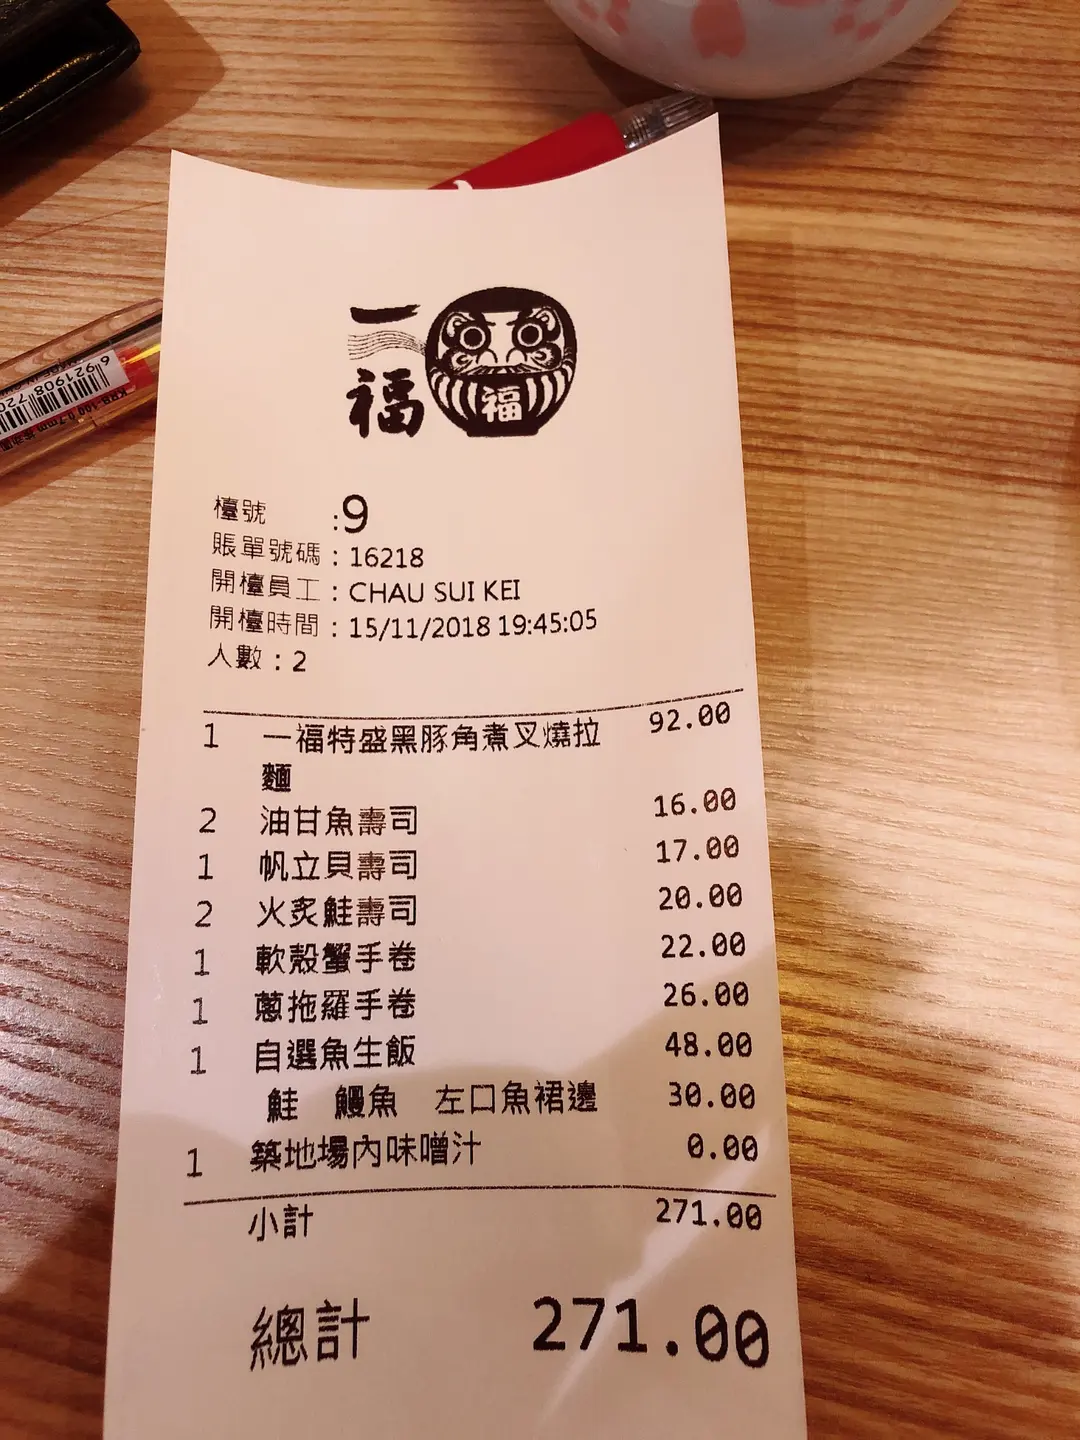 一福
福
檯號 :9
賬單號碼 : 16218
開檯員工 : CHAU SUI KEI
開檯時間 : 15/11/2018 19:45:05
人數 : 2
1 一福特盛黑豚角煮叉燒拉 92.00
麵
2 油甘魚壽司 16.00
1 帆立貝壽司 17.00
2 火炙鮭壽司 20.00
1 軟殼蟹手卷 22.00
1 蔥拖羅手卷 26.00
1 自選魚生飯 48.00
鮭 鰻魚 左口魚裙邊 30.00
1 築地場內味噌汁 0.00
小計 271.00
總計 271.00